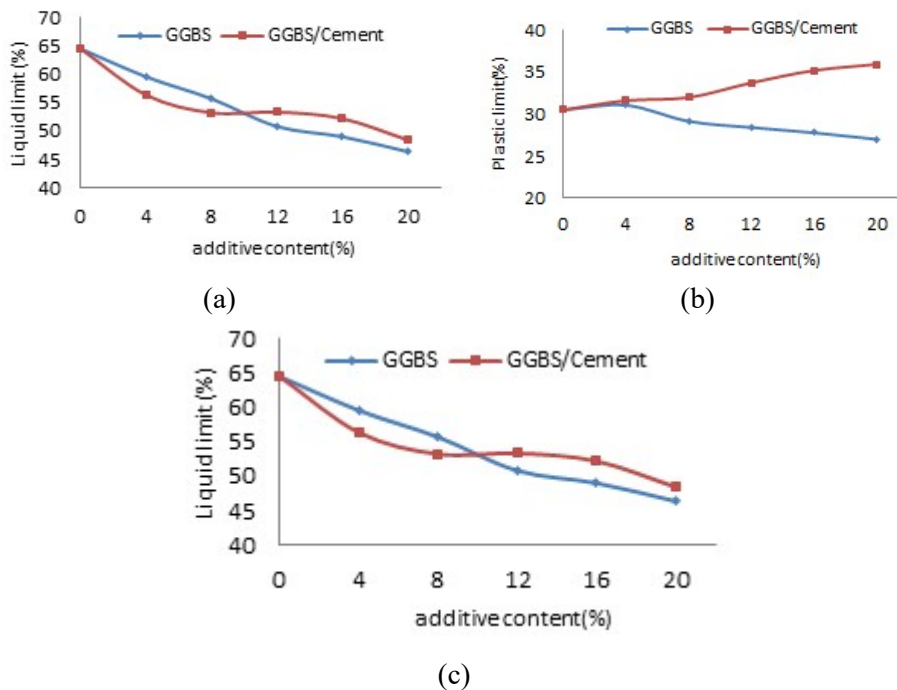 70
65
60
55
50
45
40
Liquid limit (%)
GGBS
GGBS/Cement
0 4 8 12 16 20
additive content(%)
(a)
40
35
30
25
20
Plastic limit(%)
GGBS
GGBS/Cement
0 4 8 12 16 20
additive content(%)
(b)
70
65
60
55
50
45
40
Liquid limit (%)
GGBS
GGBS/Cement
0 4 8 12 16 20
additive content(%)
(c)